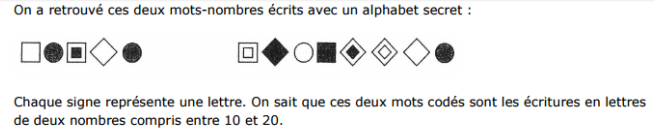 On a retrouvé ces deux mots-nombres écrits avec un alphabet secret :
Chaque signe représente une lettre. On sait que ces deux mots codés sont les écritures en lettres
de deux nombres compris entre 10 et 20.